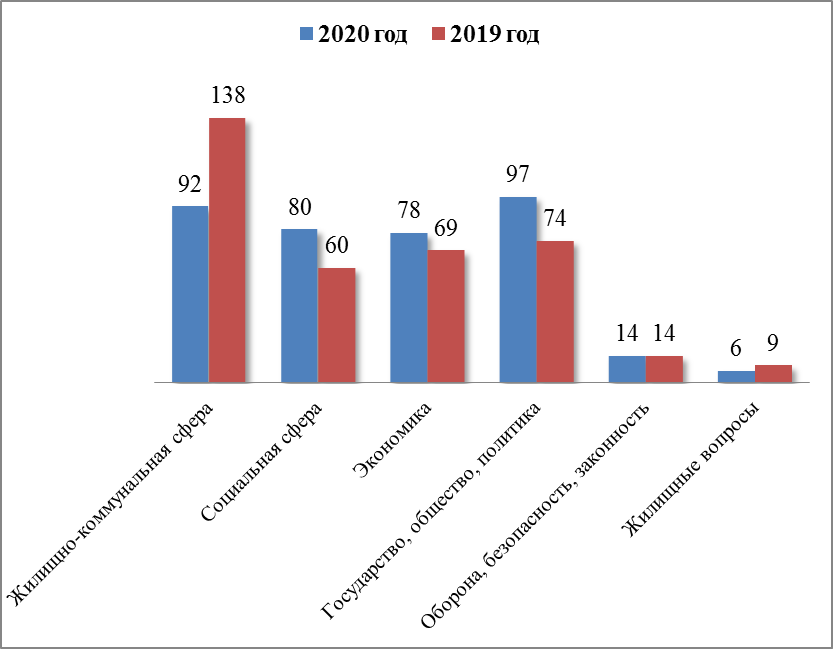 2020 год 2019 год
138
92
80
60
78
69
97
74
14 14
6 9
Жилищно-коммунальная сфера
Социальная сфера
Экономика
Государство, общество, политика
Оборона, безопасность, законность
Жилищные вопросы